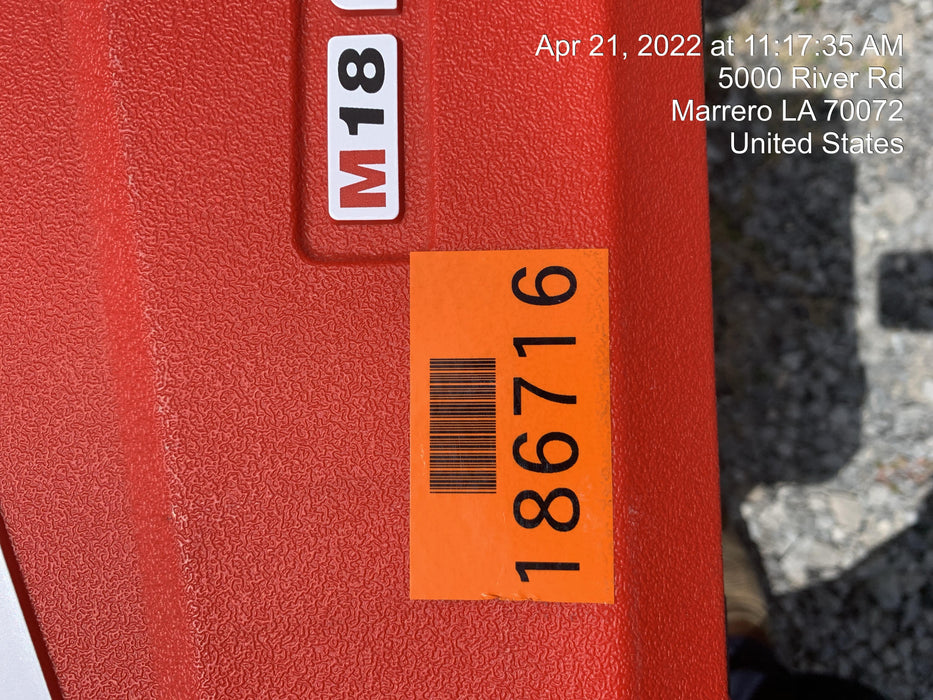 Apr 21, 2022 at 11:17:35 AM
5000 River Rd
Marrero LA 70072
United States
M18
186716